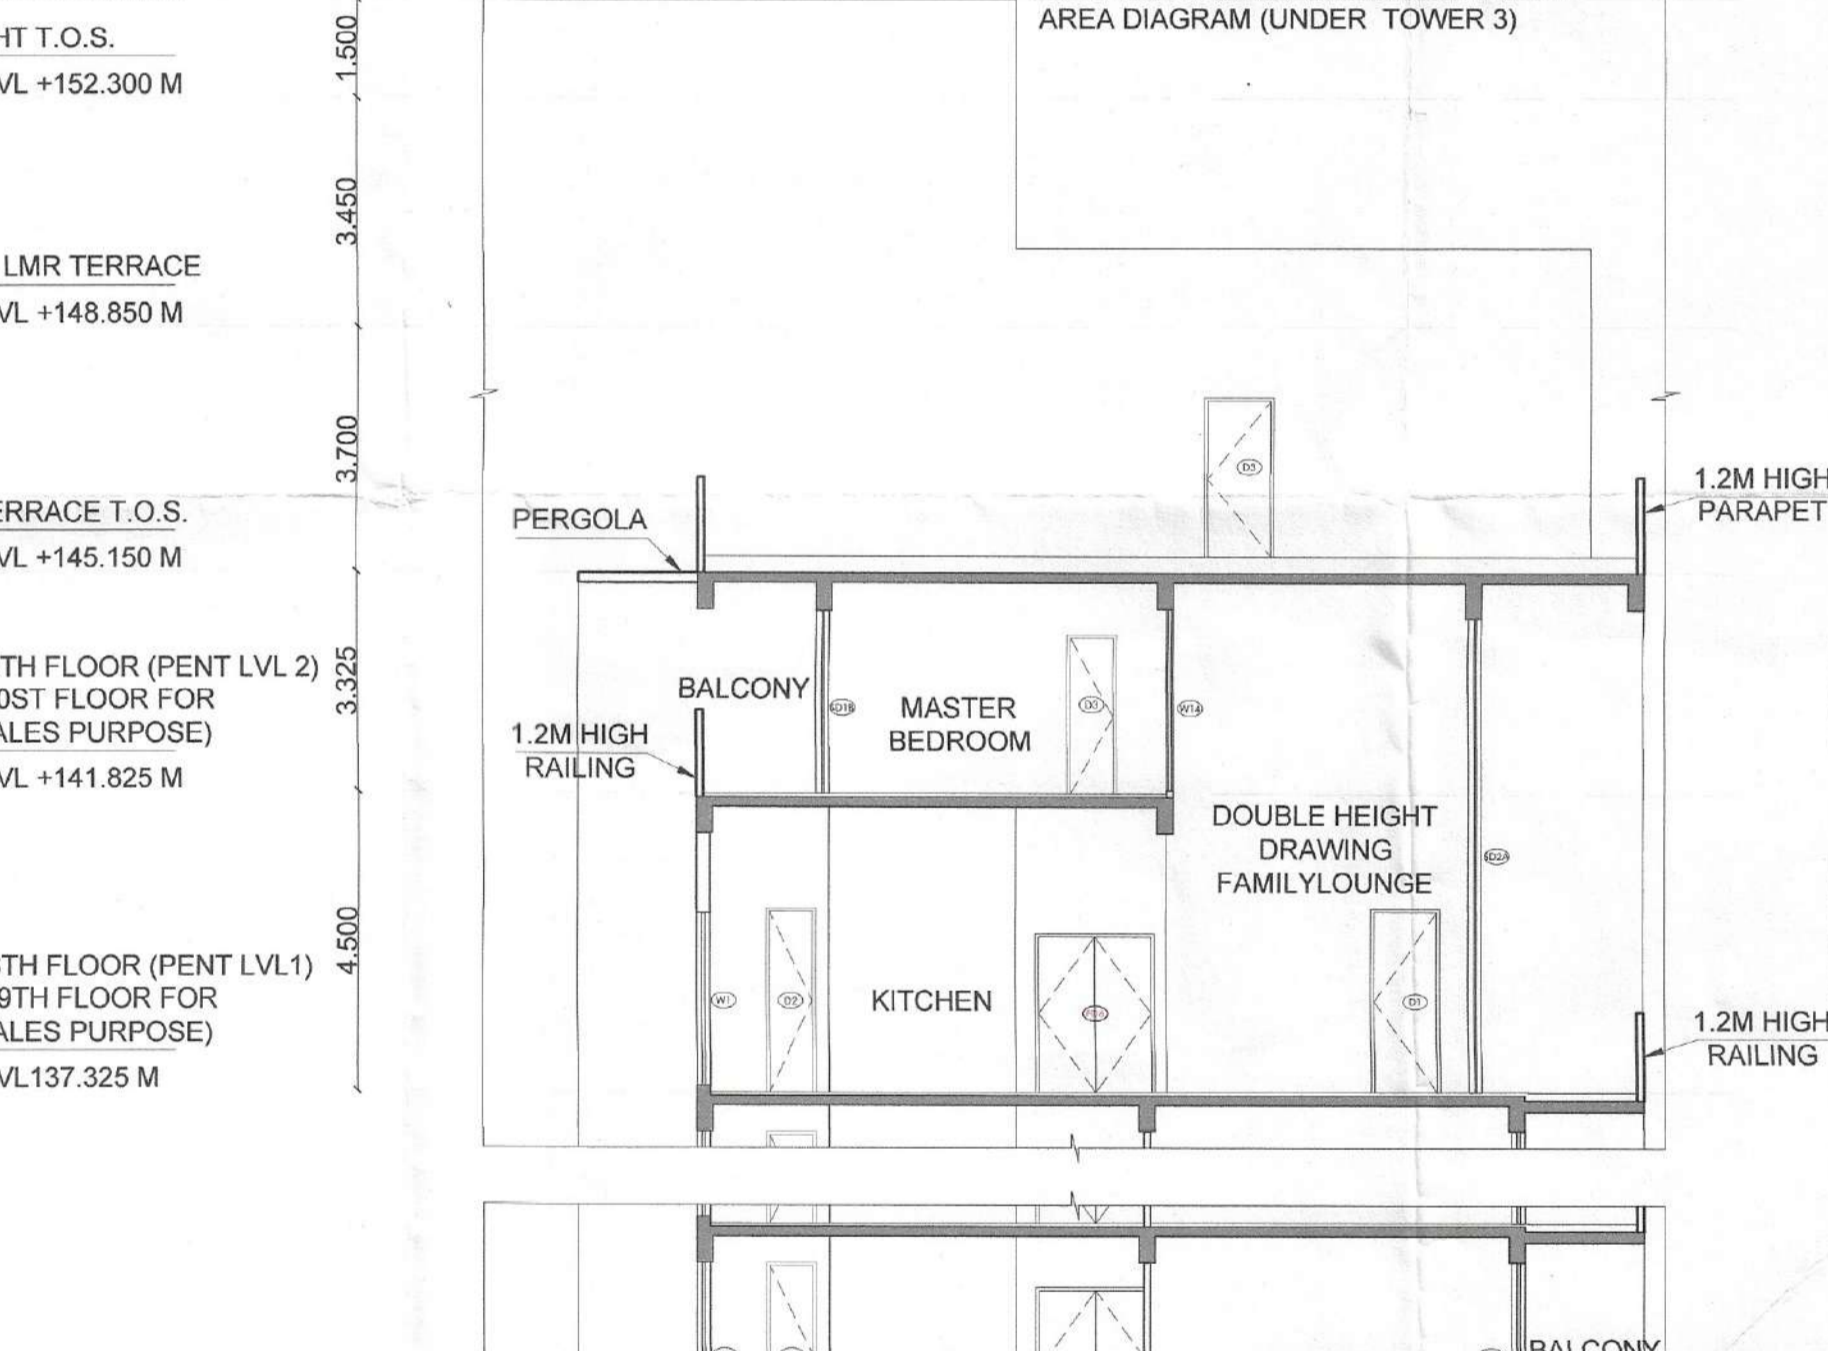 AREA DIAGRAM (UNDER TOWER 3)
HT T.O.S.
VL +152.300 M
1.500
3.450
LMR TERRACE
VL +148.850 M
3.700
ERRACE T.O.S.
VL +145.150 M
D3
1.2M HIGH
PARAPET
PERGOLA
TH FLOOR (PENT LVL 2)
0ST FLOOR FOR
ALES PURPOSE)
VL +141.825 M
3.325
BALCONY
SD1B
MASTER
BEDROOM
D3
W14
1.2M HIGH
RAILING
DOUBLE HEIGHT
DRAWING
FAMILYLOUNGE
SD2A
4.500
TH FLOOR (PENT LVL1)
9TH FLOOR FOR
ALES PURPOSE)
VL137.325 M
W1
D2
KITCHEN
D1
1.2M HIGH
RAILING
BALCONY